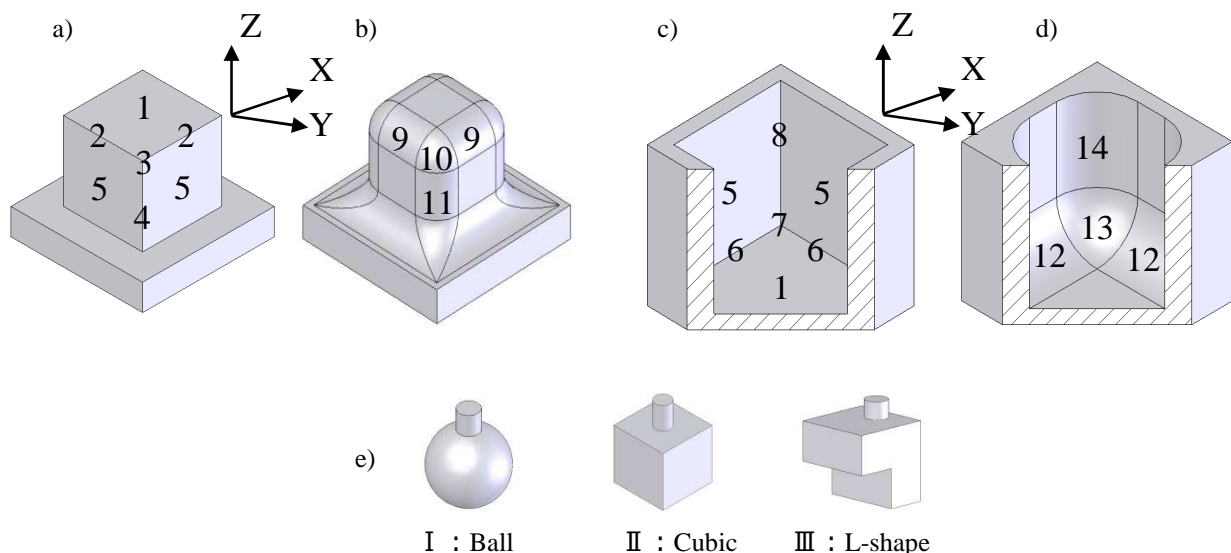 a)
Z
X
Y
1
2 2
3
5 5
4
b)
9 9
10
11
c)
Z
X
Y
8
5 5
7
6 6
1
d)
14
13
12 12
e)
Ⅰ : Ball
Ⅱ : Cubic
Ⅲ : L-shape